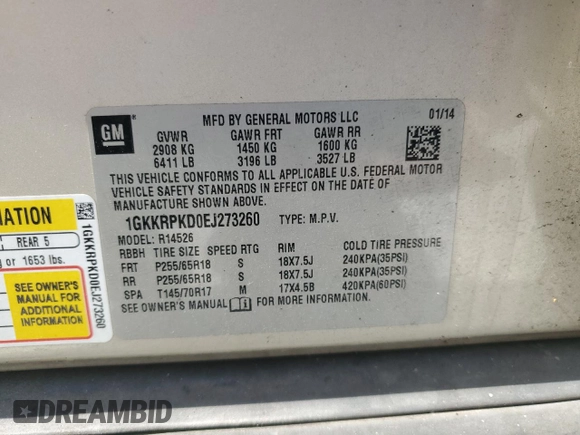 GM
MFD BY GENERAL MOTORS LLC 01/14
GVWR GAWR FRT GAWR RR
2908 KG 1450 KG 1600 KG
6411 LB 3196 LB 3527 LB
THIS VEHICLE CONFORMS TO ALL APPLICABLE U.S. FEDERAL MOTOR
VEHICLE SAFETY STANDARDS IN EFFECT ON THE DATE OF
MANUFACTURE SHOWN ABOVE.
1GKKRPKD0EJ273260 TYPE: M.P.V.
MODEL: R14526
RBBH TIRE SIZE SPEED RTG RIM COLD TIRE PRESSURE
FRT P255/65R18 S 18X7.5J 240KPA(35PSI)
RR P255/65R18 S 18X7.5J 240KPA(35PSI)
SPA T145/70R17 M 17X4.5B 420KPA(60PSI)
SEE OWNER'S MANUAL i FOR MORE INFORMATION.
MATION
REAR 5
or 1653 lbs.
SEE OWNER'S
MANUAL FOR
ADDITIONAL
INFORMATION
1GKKRPKD0EJ273260
DREAMBID